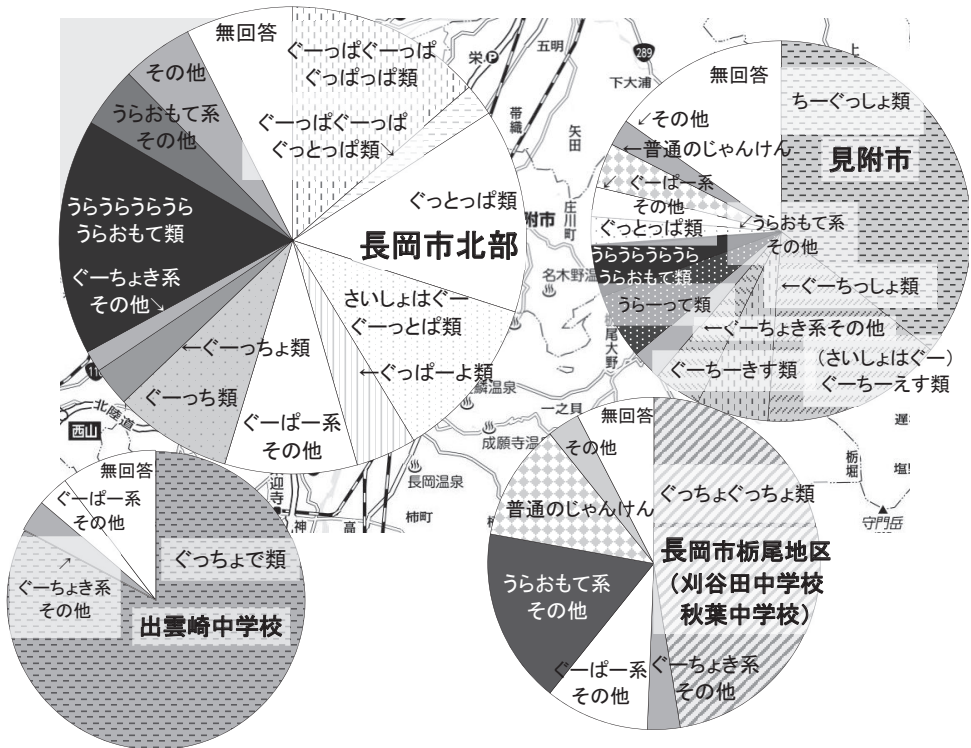 無回答
ぐーっぱぐーっぱ
ぐっぱっぱ類
その他
うらおもて系
その他
ぐーっぱぐーっぱ
ぐっとっぱ類↘
ぐっとっぱ類
うらうらうらうら
うらおもて類
長岡市北部
ぐーちょき系
その他↘
さいしょはぐー
ぐーっとぱ類
←ぐーっちょ類
←ぐっぱーよ類
ぐーっち類
ぐーぱー系
その他
栄
五明
289
下大浦
帯織
矢田
庄川町
附市
名木野温
尾大野
麟温泉
一之貝
成願寺温
長岡温泉
柿町
北陸道
西山
迎寺
神
高
上
遅
塩
栃堀
守門岳
無回答
ちーぐっしょ類
↙その他
←普通のじゃんけん
見附市
↙ぐーぱー系
その他
ぐっとっぱ類
↙うらおもて系
その他
うらうらうらうら
うらおもて類
うらーって類
←ぐーちっしょ類
←ぐーちょき系その他
ぐーちーきす類
(さいしょはぐー)
ぐーちーえす類
無回答
ぐーぱー系
その他
ぐっちょで類
↗
ぐーちょき系
その他
出雲崎中学校
無回答
その他
ぐっちょぐっちょ類
普通のじゃんけん
長岡市栃尾地区
(刈谷田中学校
秋葉中学校)
うらおもて系
その他
ぐーぱー系
その他
ぐーちょき系
その他